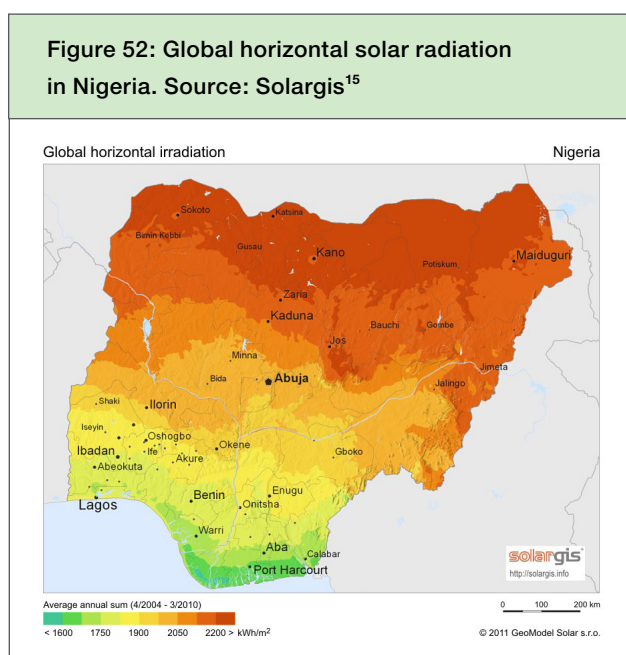 Figure 52: Global horizontal solar radiation
in Nigeria. Source: Solargis15
Global horizontal irradiation Nigeria
Sokoto
Katsina
Birnin Kebbi
Gusau
Kano
Potiskum
Maiduguri
Zaria
Kaduna
Jos
Bauchi
Gombe
Minna
Jimeta
Bida
Abuja
Jalingo
Shaki
Ilorin
Iseyin
Oshogbo
Okene
Ibadan
Ife
Akure
Gboko
Abeokuta
Benin
Enugu
Lagos
Onitsha
Warri
Aba
Calabar
Port Harcourt
solargis
http://solargis.info
Average annual sum (4/2004 - 3/2010)
0 100 200 km
< 1600 1750 1900 2050 2200 > kWh/m2
© 2011 GeoModel Solar s.r.o.